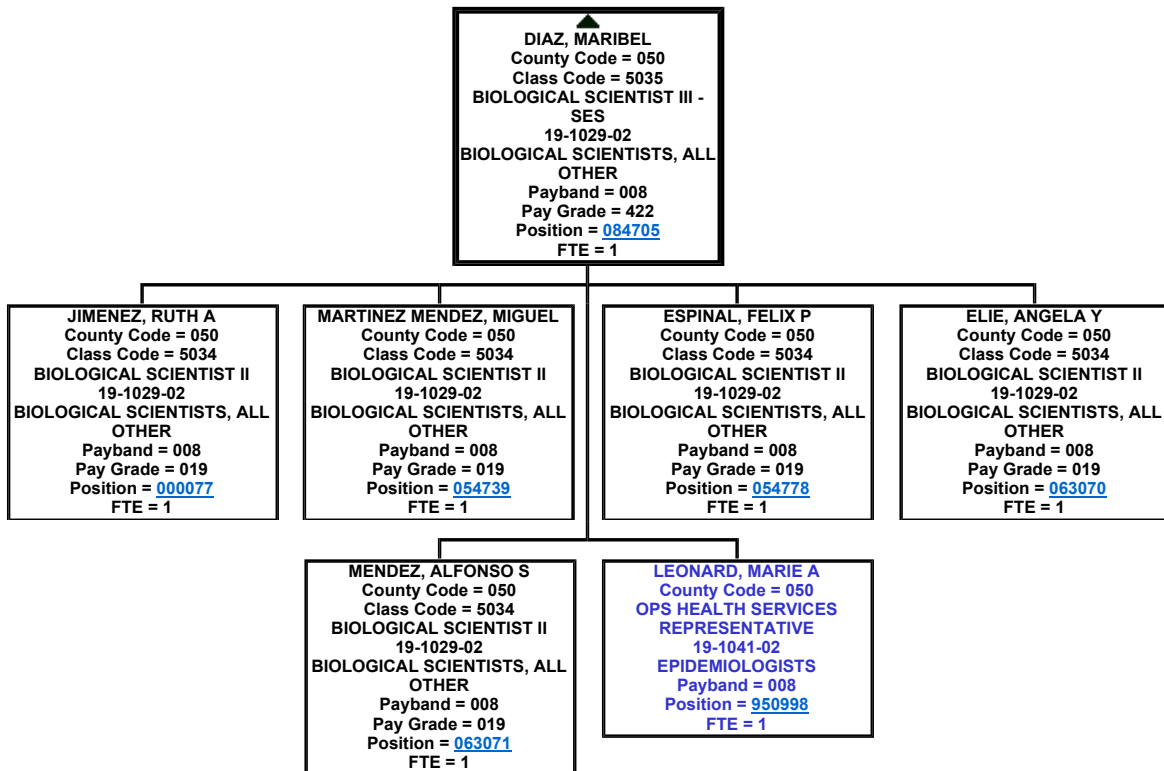 DIAZ, MARIBEL
County Code = 050
Class Code = 5035
BIOLOGICAL SCIENTIST III -
SES
19-1029-02
BIOLOGICAL SCIENTISTS, ALL
OTHER
Payband = 008
Pay Grade = 422
Position = 084705
FTE = 1
JIMENEZ, RUTH A
County Code = 050
Class Code = 5034
BIOLOGICAL SCIENTIST II
19-1029-02
BIOLOGICAL SCIENTISTS, ALL
OTHER
Payband = 008
Pay Grade = 019
Position = 000077
FTE = 1
MARTINEZ MENDEZ, MIGUEL
County Code = 050
Class Code = 5034
BIOLOGICAL SCIENTIST II
19-1029-02
BIOLOGICAL SCIENTISTS, ALL
OTHER
Payband = 008
Pay Grade = 019
Position = 054739
FTE = 1
ESPINAL, FELIX P
County Code = 050
Class Code = 5034
BIOLOGICAL SCIENTIST II
19-1029-02
BIOLOGICAL SCIENTISTS, ALL
OTHER
Payband = 008
Pay Grade = 019
Position = 054778
FTE = 1
ELIE, ANGELA Y
County Code = 050
Class Code = 5034
BIOLOGICAL SCIENTIST II
19-1029-02
BIOLOGICAL SCIENTISTS, ALL
OTHER
Payband = 008
Pay Grade = 019
Position = 063070
FTE = 1
MENDEZ, ALFONSO S
County Code = 050
Class Code = 5034
BIOLOGICAL SCIENTIST II
19-1029-02
BIOLOGICAL SCIENTISTS, ALL
OTHER
Payband = 008
Pay Grade = 019
Position = 063071
FTE = 1
LEONARD, MARIE A
County Code = 050
OPS HEALTH SERVICES
REPRESENTATIVE
19-1041-02
EPIDEMIOLOGISTS
Payband = 008
Position = 950998
FTE = 1